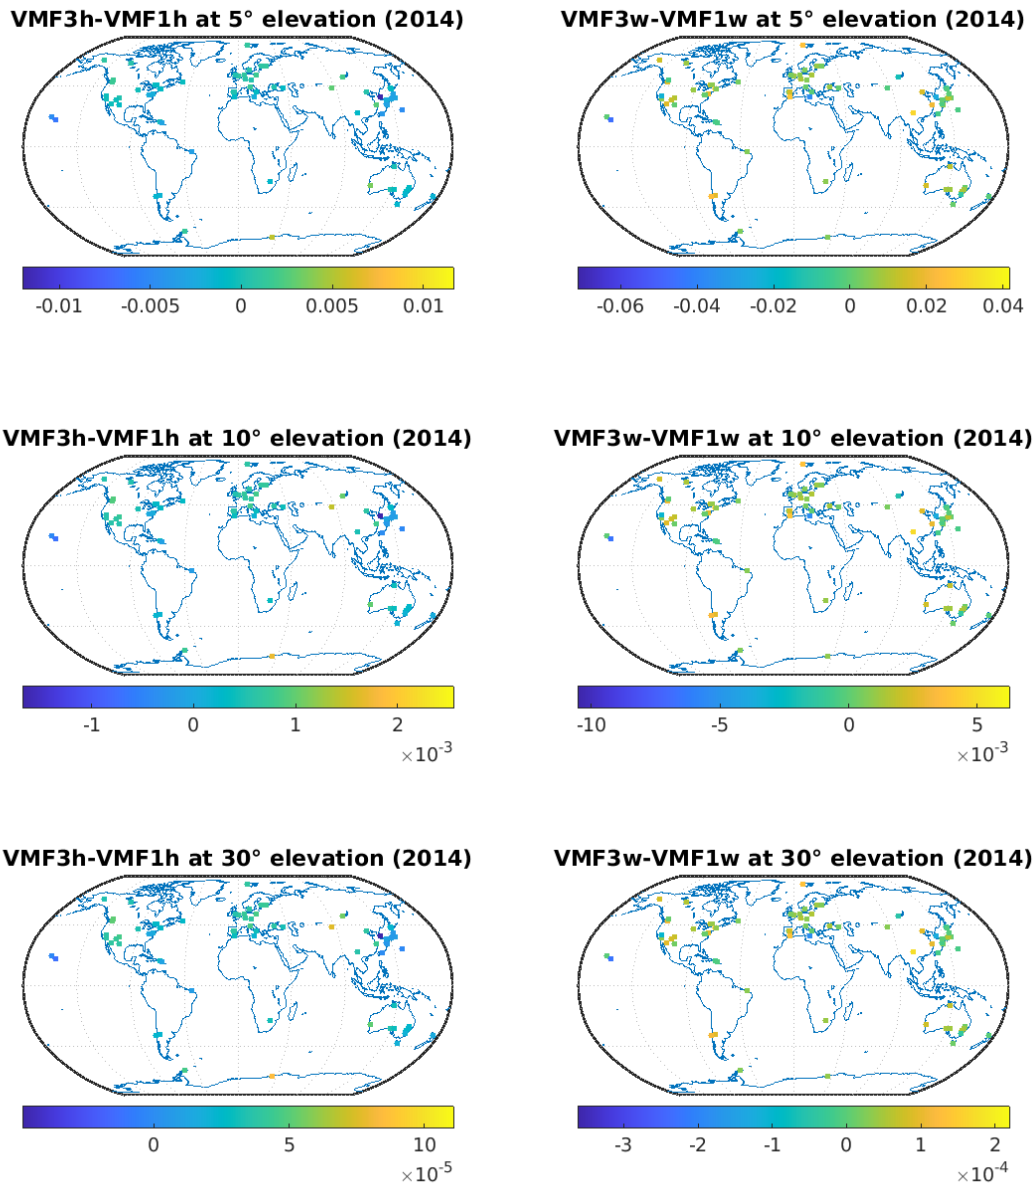 VMF3h-VMF1h at 5° elevation (2014)
VMF3w-VMF1w at 5° elevation (2014)
-0.01 -0.005 0 0.005 0.01
-0.06 -0.04 -0.02 0 0.02 0.04
VMF3h-VMF1h at 10° elevation (2014)
VMF3w-VMF1w at 10° elevation (2014)
-1 0 1 2
×10⁻³
-10 -5 0 5
×10⁻³
VMF3h-VMF1h at 30° elevation (2014)
VMF3w-VMF1w at 30° elevation (2014)
0 5 10
×10⁻⁵
-3 -2 -1 0 1 2
×10⁻⁴